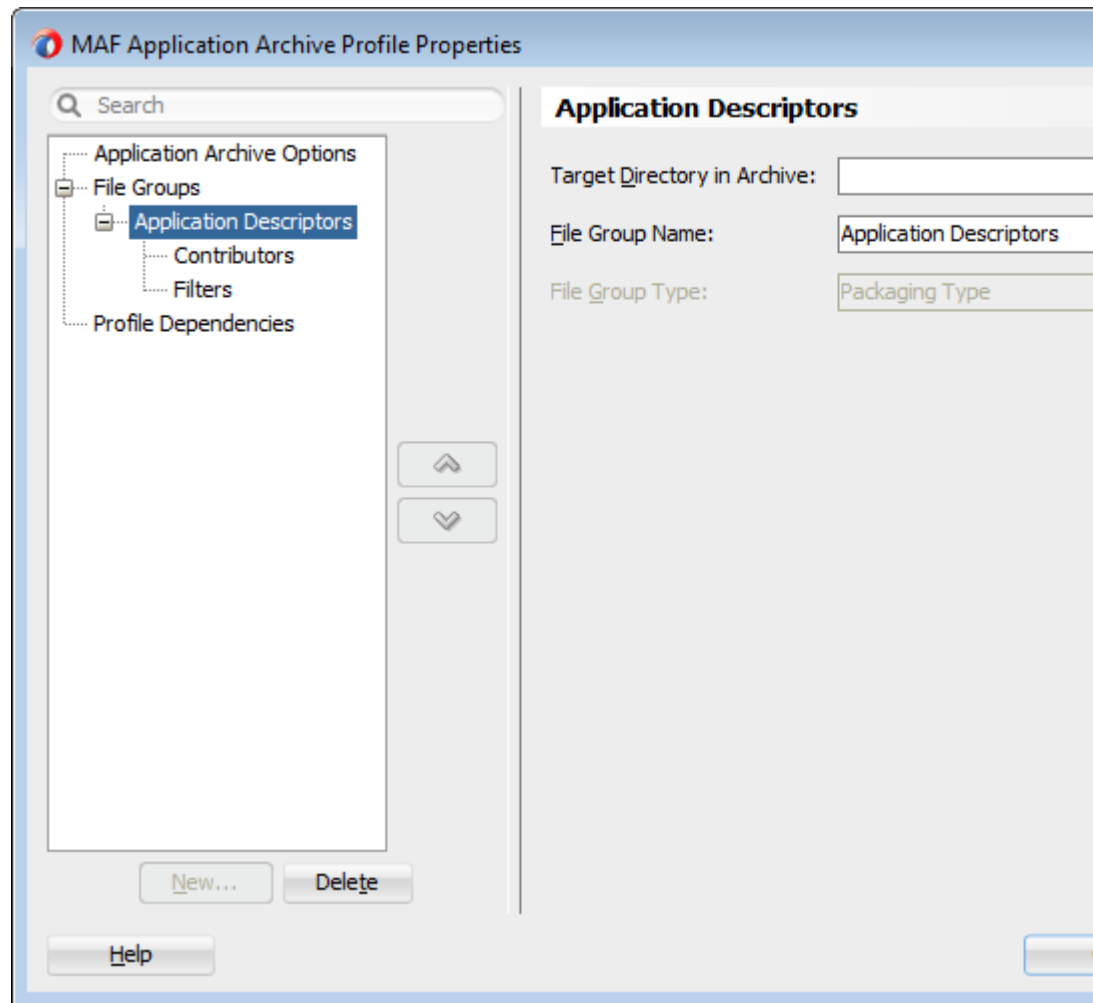 MAF Application Archive Profile Properties
Search
Application Archive Options
File Groups
Application Descriptors
Contributors
Filters
Profile Dependencies
New...
Delete
Help
Application Descriptors
Target Directory in Archive:
File Group Name: Application Descriptors
File Group Type: Packaging Type